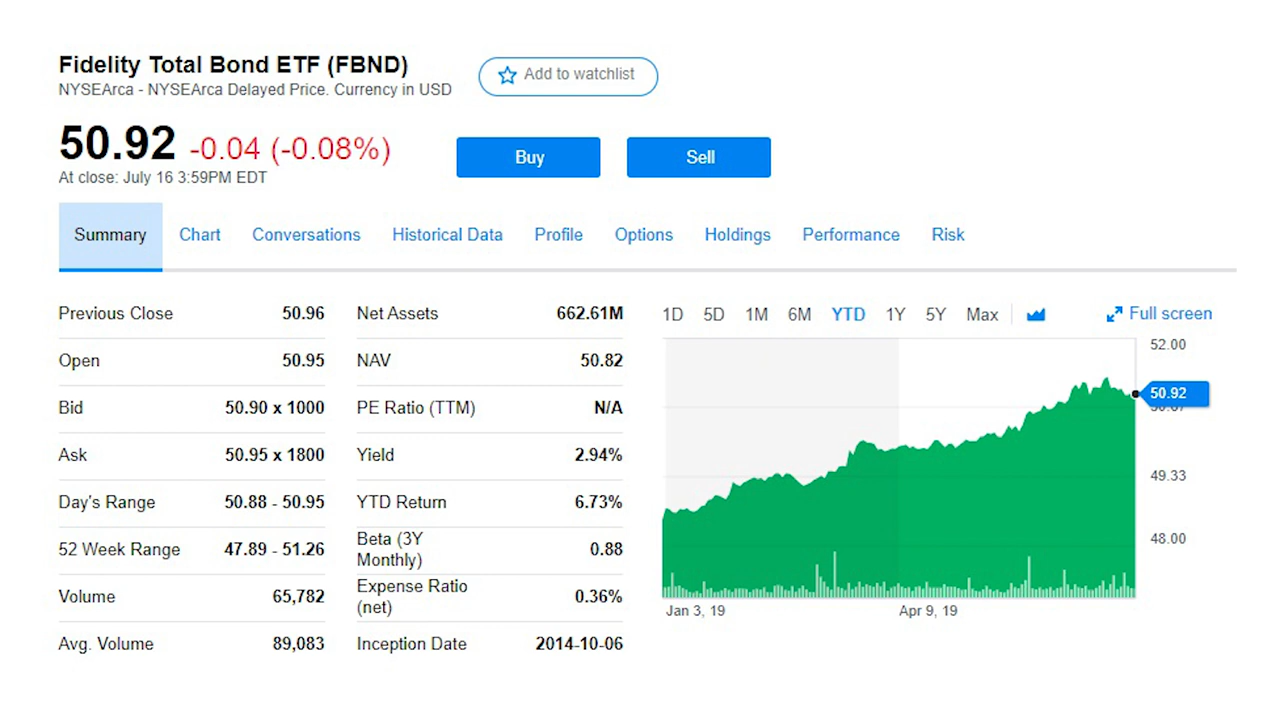 Fidelity Total Bond ETF (FBND)
Add to watchlist
NYSEArca - NYSEArca Delayed Price. Currency in USD
50.92 -0.04 (-0.08%)
At close: July 16 3:59PM EDT
Buy
Sell
Summary Chart Conversations Historical Data Profile Options Holdings Performance Risk
Previous Close 50.96
Open 50.95
Bid 50.90 x 1000
Ask 50.95 x 1800
Day's Range 50.88 - 50.95
52 Week Range 47.89 - 51.26
Volume 65,782
Avg. Volume 89,083
Net Assets 662.61M
NAV 50.82
PE Ratio (TTM) N/A
Yield 2.94%
YTD Return 6.73%
Beta (3Y
Monthly) 0.88
Expense Ratio
(net) 0.36%
Inception Date 2014-10-06
1D 5D 1M 6M YTD 1Y 5Y Max
Full screen
52.00
50.92
49.33
48.00
Jan 3, 19
Apr 9, 19